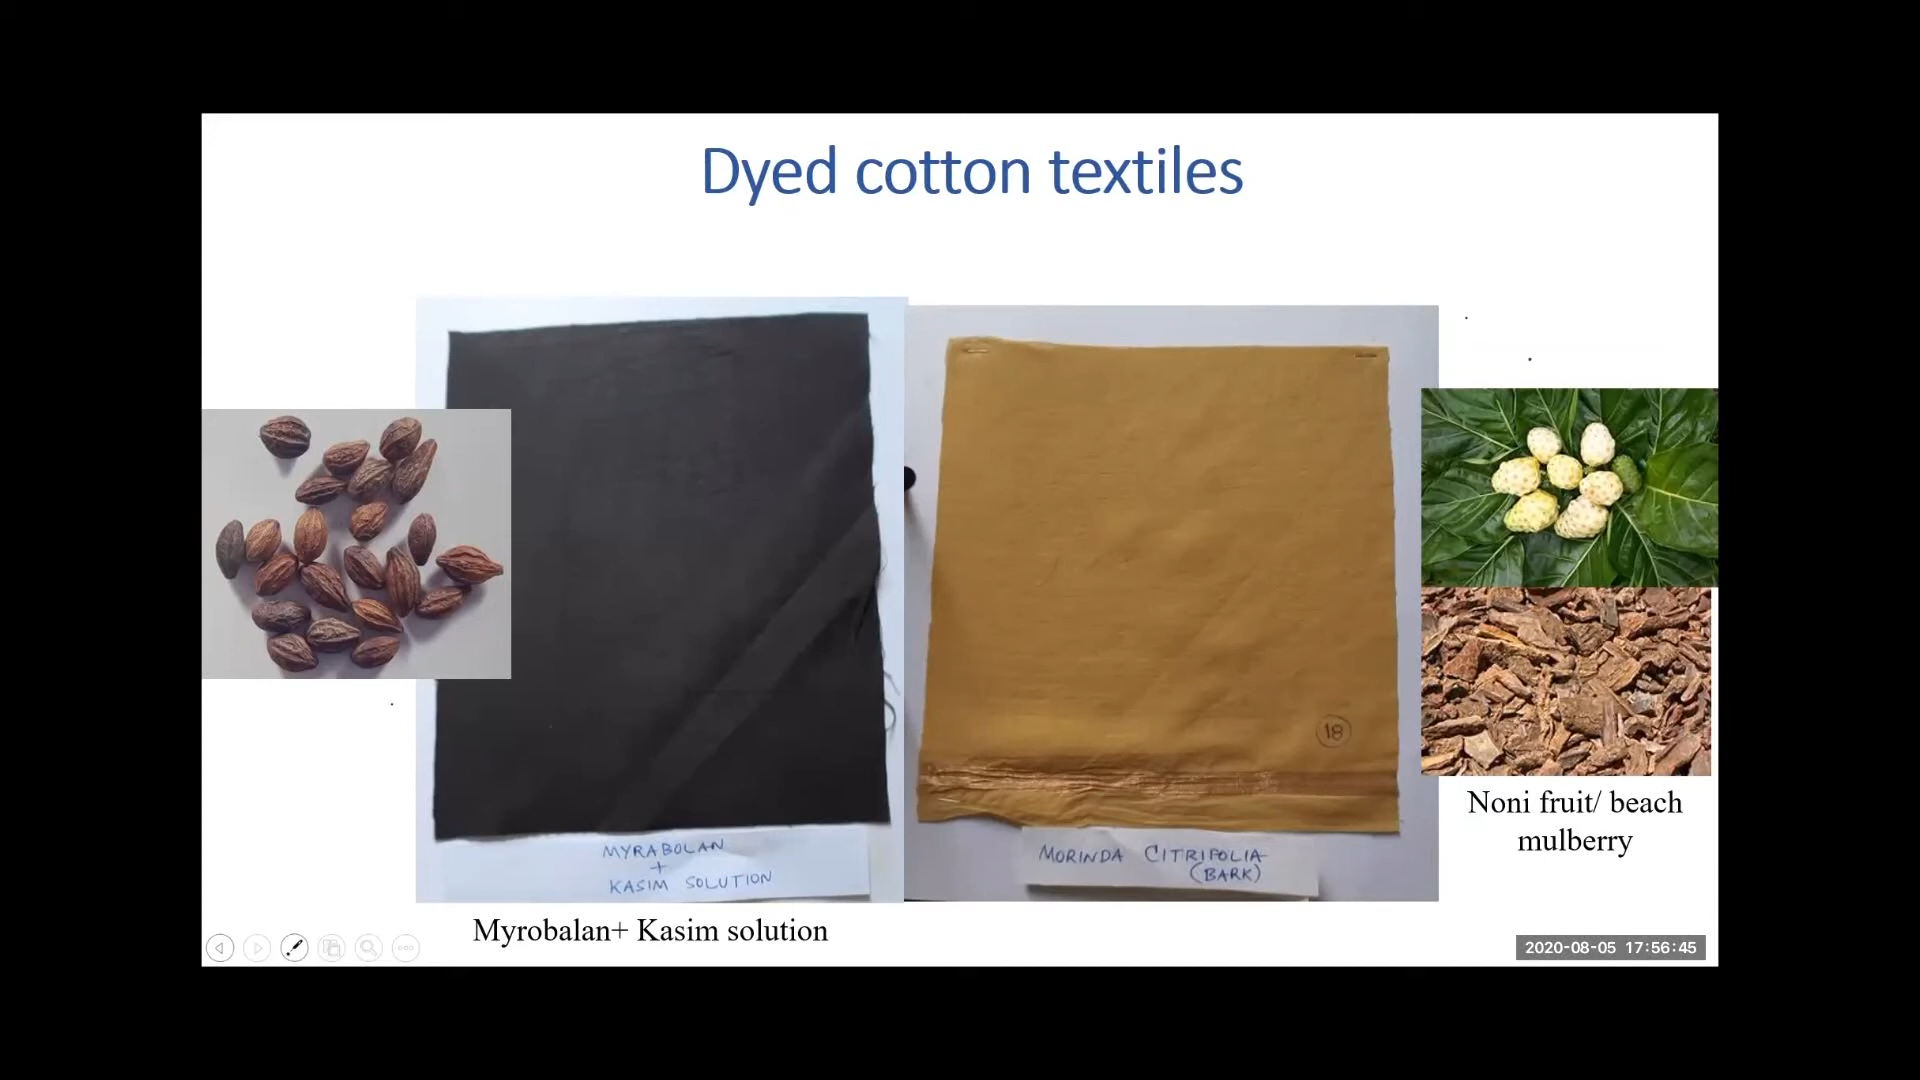 Dyed cotton textiles
18
MYRABOLAN
+
KASIM SOLUTION
MORINDA CITRIFOLIA
(BARK)
Noni fruit/ beach
mulberry
Myrobalan+ Kasim solution
2020-08-05 17:56:45